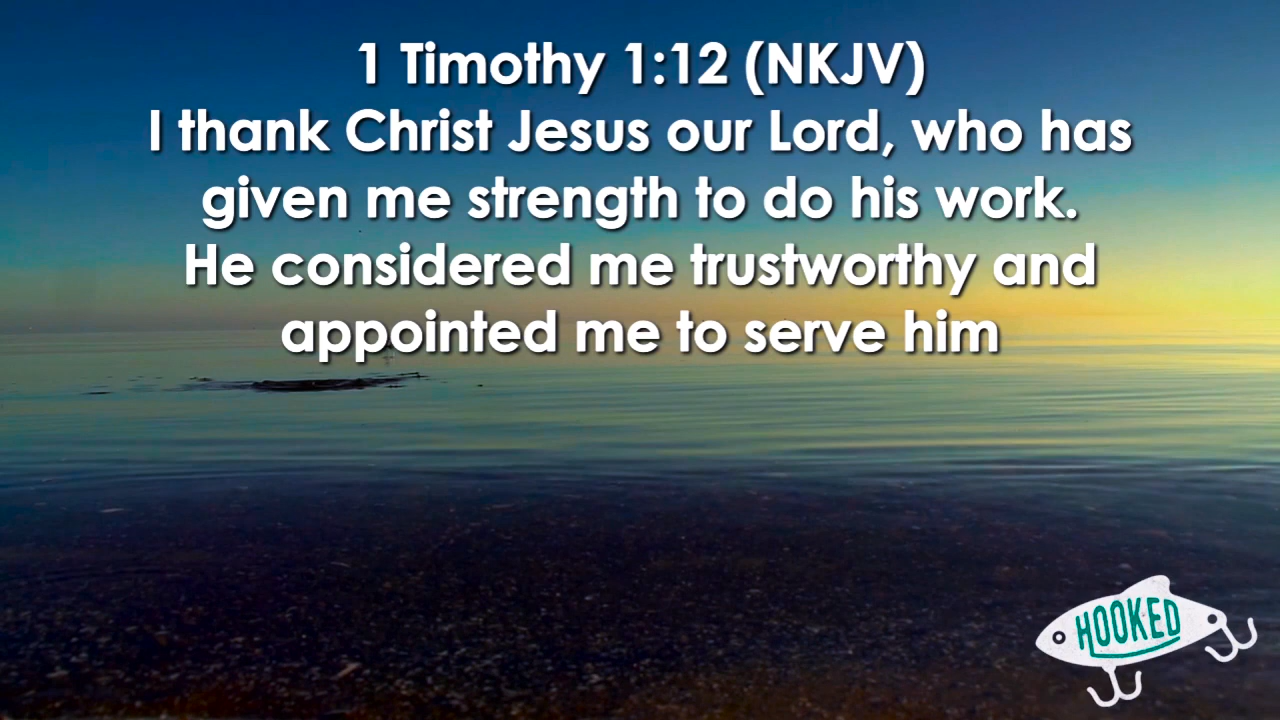 1 Timothy 1:12 (NKJV)
I thank Christ Jesus our Lord, who has
given me strength to do his work.
He considered me trustworthy and
appointed me to serve him
HOOKED